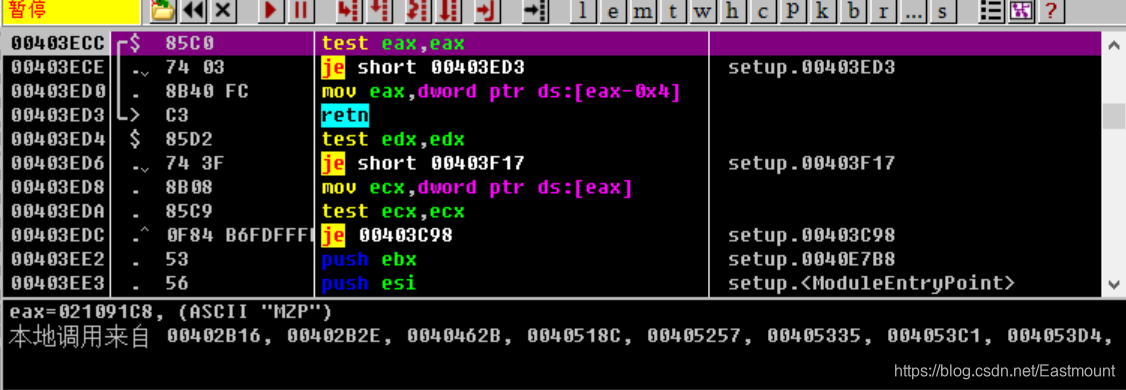 暂停 l e m t w h c p k b r ... s ?
00403ECC $ 85C0 test eax,eax
00403ECE . 74 03 je short 00403ED3 setup.00403ED3
00403ED0 . 8B40 FC mov eax,dword ptr ds:[eax-0x4]
00403ED3 > C3 retn
00403ED4 $ 85D2 test edx,edx
00403ED6 . 74 3F je short 00403F17 setup.00403F17
00403ED8 . 8B08 mov ecx,dword ptr ds:[eax]
00403EDA . 85C9 test ecx,ecx
00403EDC .^ 0F84 B6FDFFF je 00403C98 setup.00403C98
00403EE2 . 53 push ebx setup.0040E7B8
00403EE3 . 56 push esi setup.<ModuleEntryPoint>
eax=021091C8, (ASCII "MZP")
本地调用来自 00402B16, 00402B2E, 0040462B, 0040518C, 00405257, 00405335, 004053C1, 004053D4,
https://blog.csdn.net/Eastmount